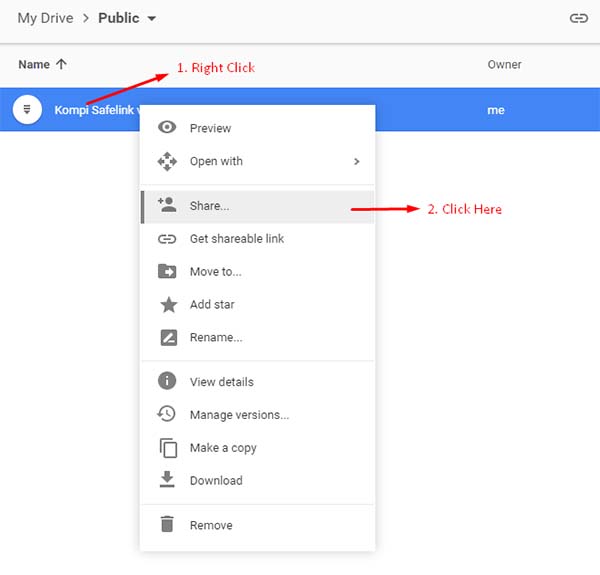 My Drive > Public
Name
Owner
1. Right Click
Kompi Safelink
me
Preview
Open with
Share...
2. Click Here
Get shareable link
Move to...
Add star
Rename...
View details
Manage versions...
Make a copy
Download
Remove